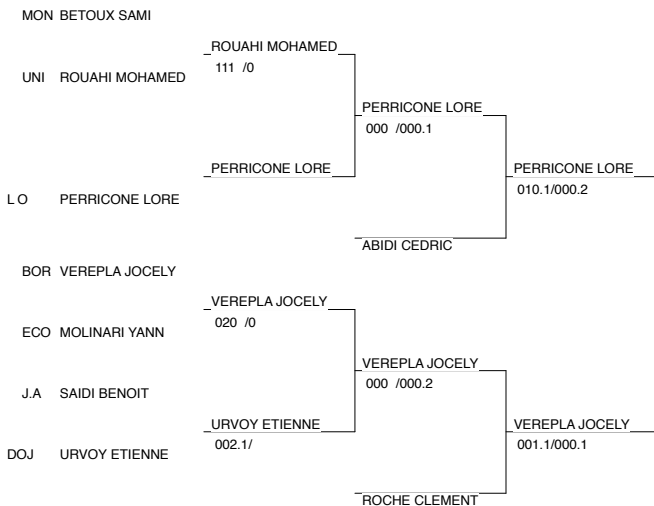 MON BETOUX SAMI
ROUAHI MOHAMED
111 /0
UNI ROUAHI MOHAMED
PERRICONE LORE
000 /000.1
PERRICONE LORE
PERRICONE LORE
010.1/000.2
L O PERRICONE LORE
ABIDI CEDRIC
BOR VEREPLA JOCELY
VEREPLA JOCELY
020 /0
ECO MOLINARI YANN
VEREPLA JOCELY
000 /000.2
J.A SAIDI BENOIT
URVOY ETIENNE
002.1/
VEREPLA JOCELY
001.1/000.1
DOJ URVOY ETIENNE
ROCHE CLEMENT